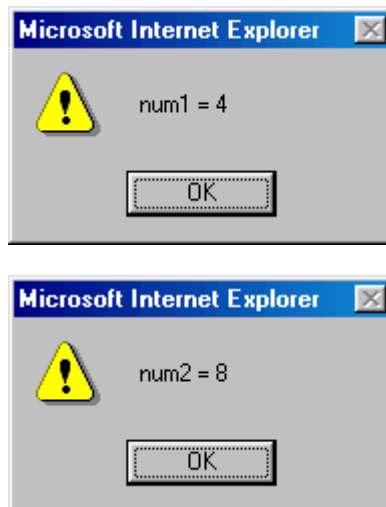 Microsoft Internet Explorer
num1 = 4
OK
Microsoft Internet Explorer
num2 = 8
OK